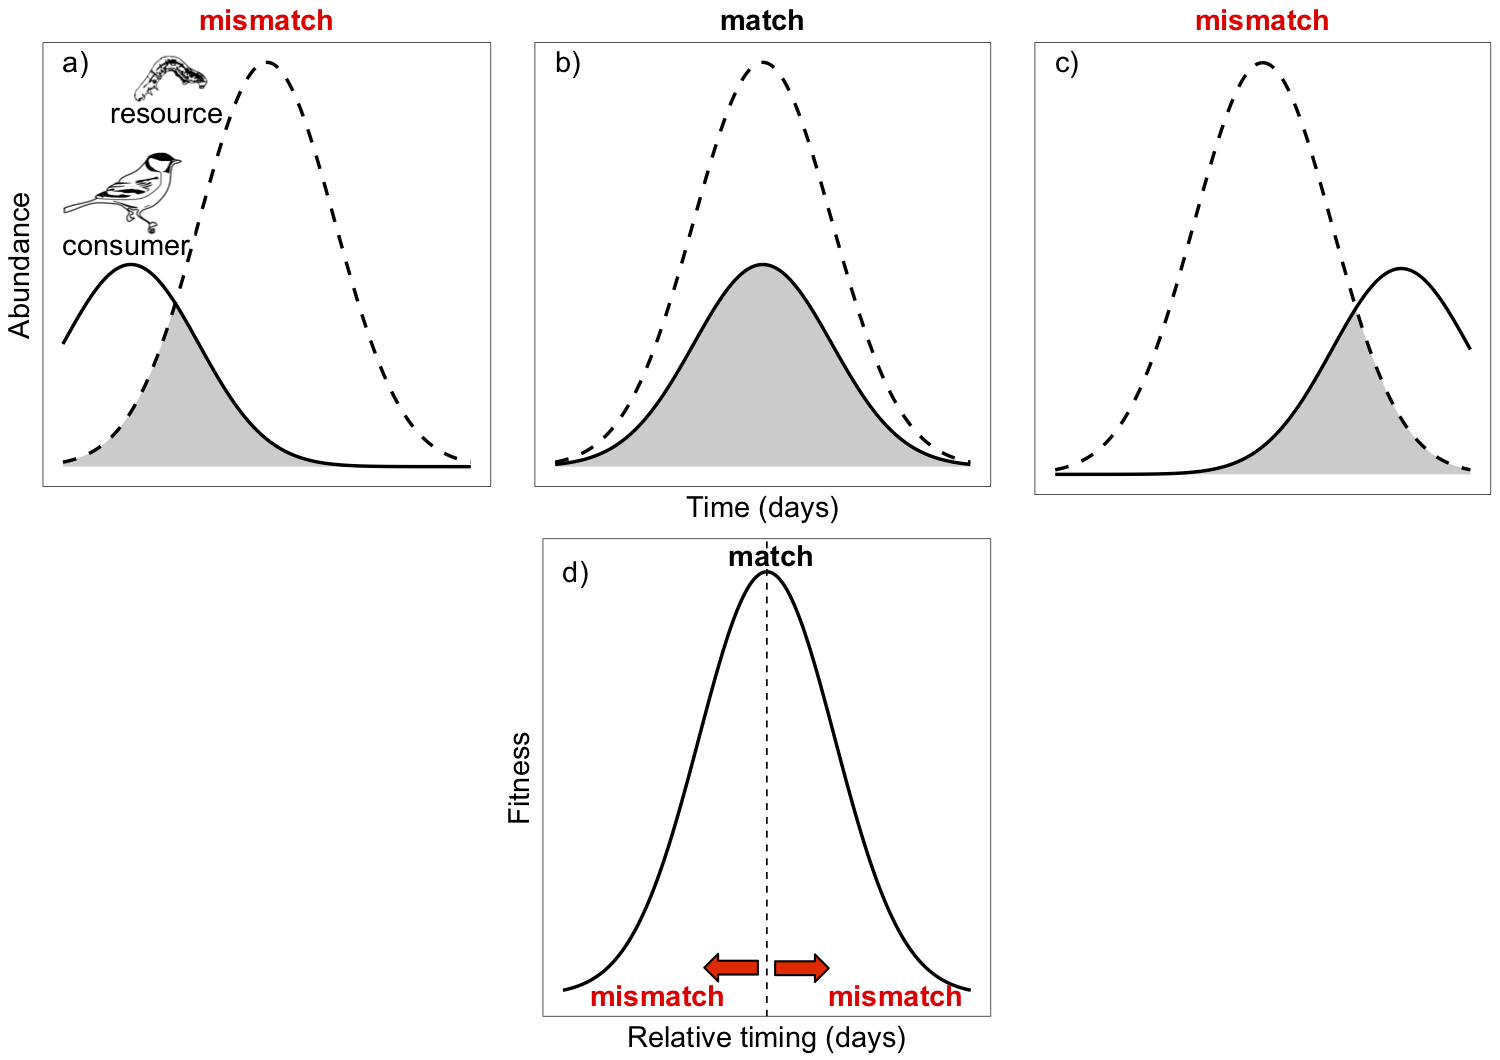 mismatch
match
mismatch
a)
resource
consumer
Abundance
b)
c)
Time (days)
match
d)
Fitness
mismatch
mismatch
Relative timing (days)